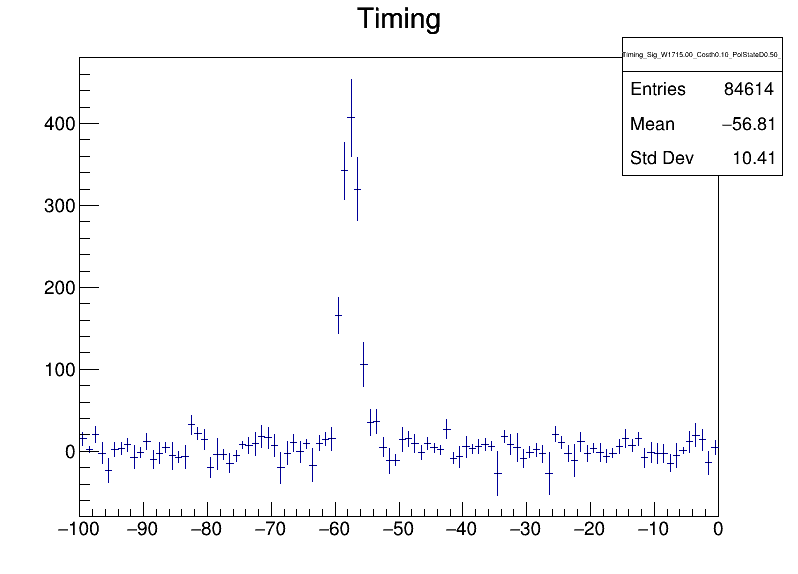 Timing
Timing_Sig_W1715.00_Costh0.10_PolStateD0.50_
Entries 84614
Mean −56.81
Std Dev 10.41
400
300
200
100
0
−100 −90 −80 −70 −60 −50 −40 −30 −20 −10 0